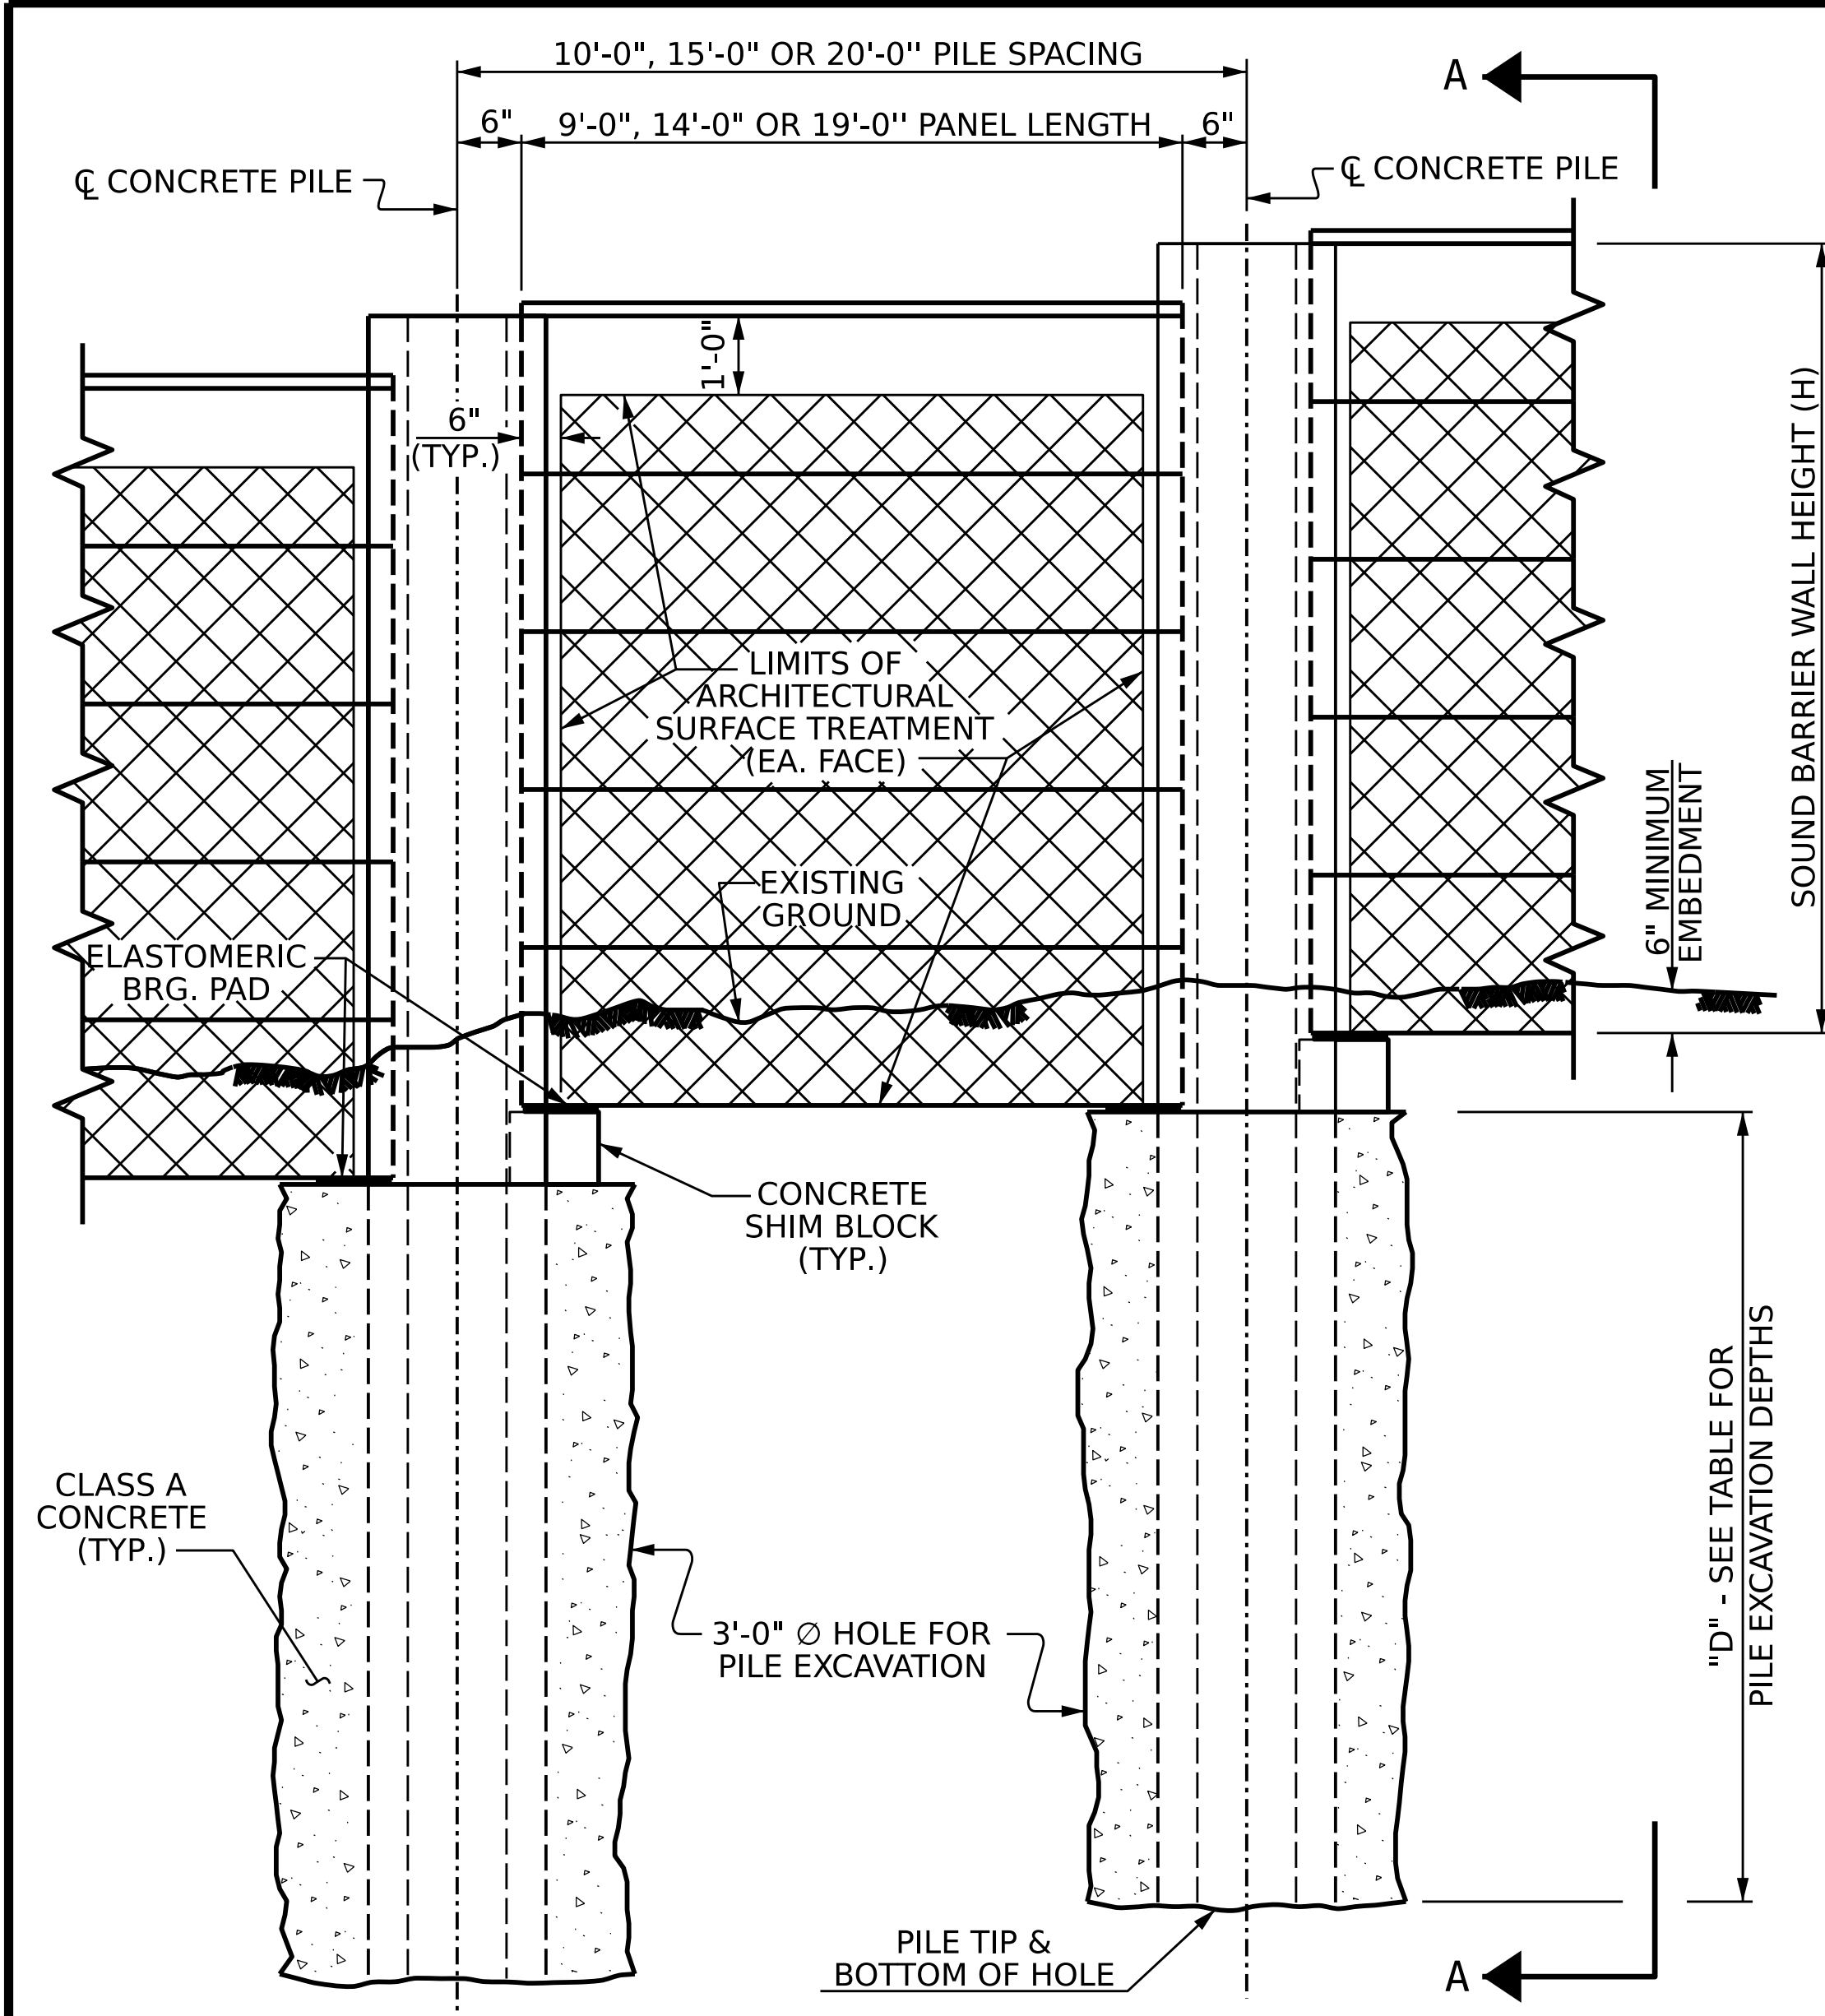 10'-0", 15'-0" OR 20'-0'' PILE SPACING
A
6"
9'-0", 14'-0" OR 19'-0'' PANEL LENGTH
6"
℄ CONCRETE PILE
℄ CONCRETE PILE
1'-0"
6"
(TYP.)
SOUND BARRIER WALL HEIGHT (H)
LIMITS OF
ARCHITECTURAL
SURFACE TREATMENT
(EA. FACE)
6" MINIMUM
EMBEDMENT
EXISTING
GROUND
ELASTOMERIC
BRG. PAD
CONCRETE
SHIM BLOCK
(TYP.)
"D" - SEE TABLE FOR
PILE EXCAVATION DEPTHS
CLASS A
CONCRETE
(TYP.)
3'-0" ∅ HOLE FOR
PILE EXCAVATION
PILE TIP &
BOTTOM OF HOLE
A